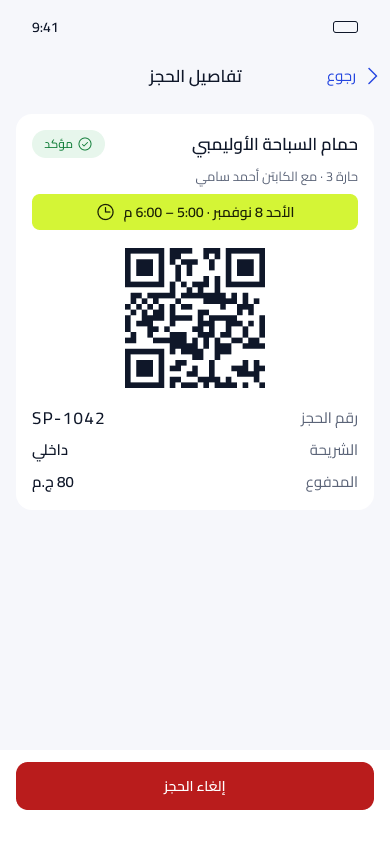 9:41
رجوع
تفاصيل الحجز
حمام السباحة الأوليمبي
مؤكد
حارة 3 · مع الكابتن أحمد سامي
الأحد 8 نوفمبر · 5:00 – 6:00 م
رقم الحجز SP-1042
الشريحة داخلي
المدفوع 80 ج.م
إلغاء الحجز